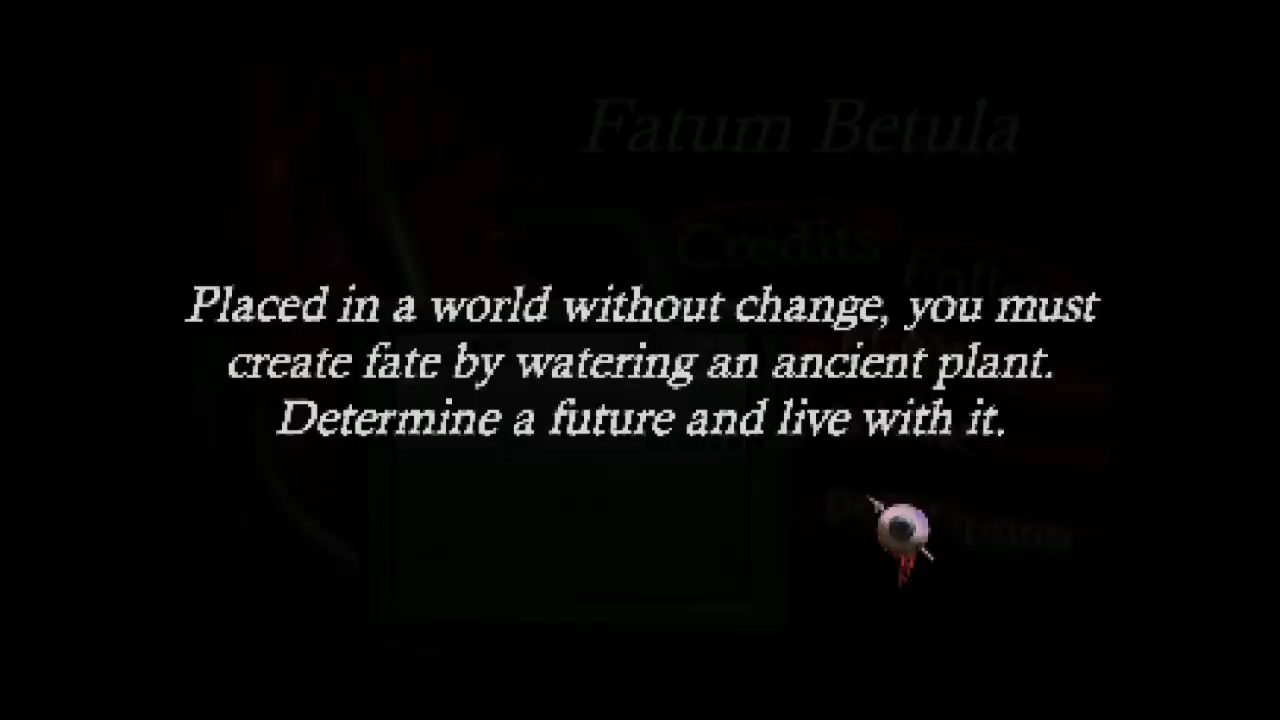 Fatum Betula
Credits
Placed in a world without change, you must
create fate by watering an ancient plant.
Determine a future and live with it.